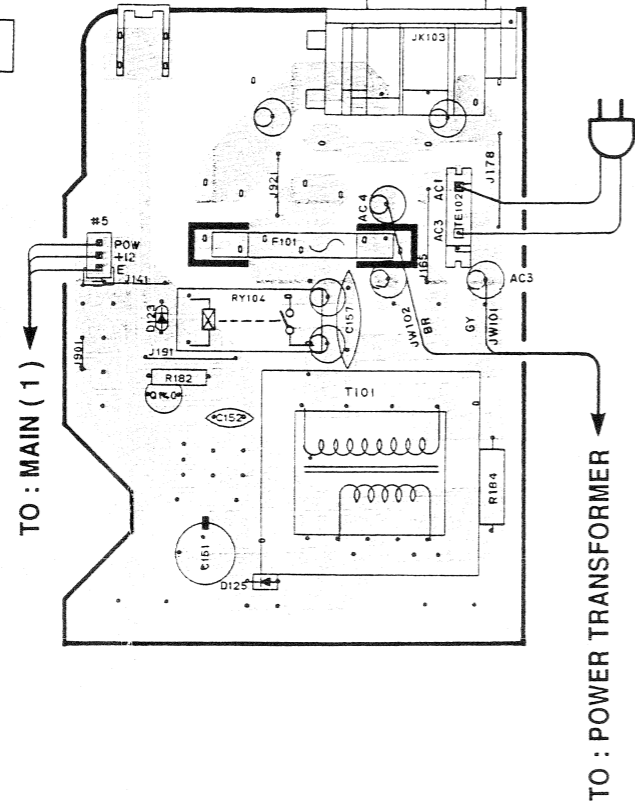 JK103
J921
AC4
AC1
TE102
AC3
J178
#5
POW
+12
E
J141
F101
J165
AC3
D123
RY104
C157
JW102
BR
GY
JW101
J901
J191
R182
Q140
C152
T101
R184
C151
D125
TO : MAIN ( 1 )
TO : POWER TRANSFORMER